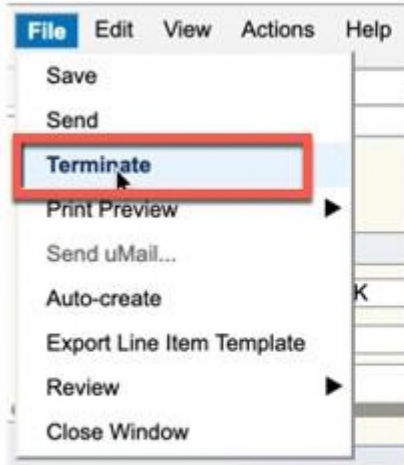 File Edit View Actions Help
Save
Send
Terminate
Print Preview
Send uMail...
Auto-create
K
Export Line Item Template
Review
Close Window